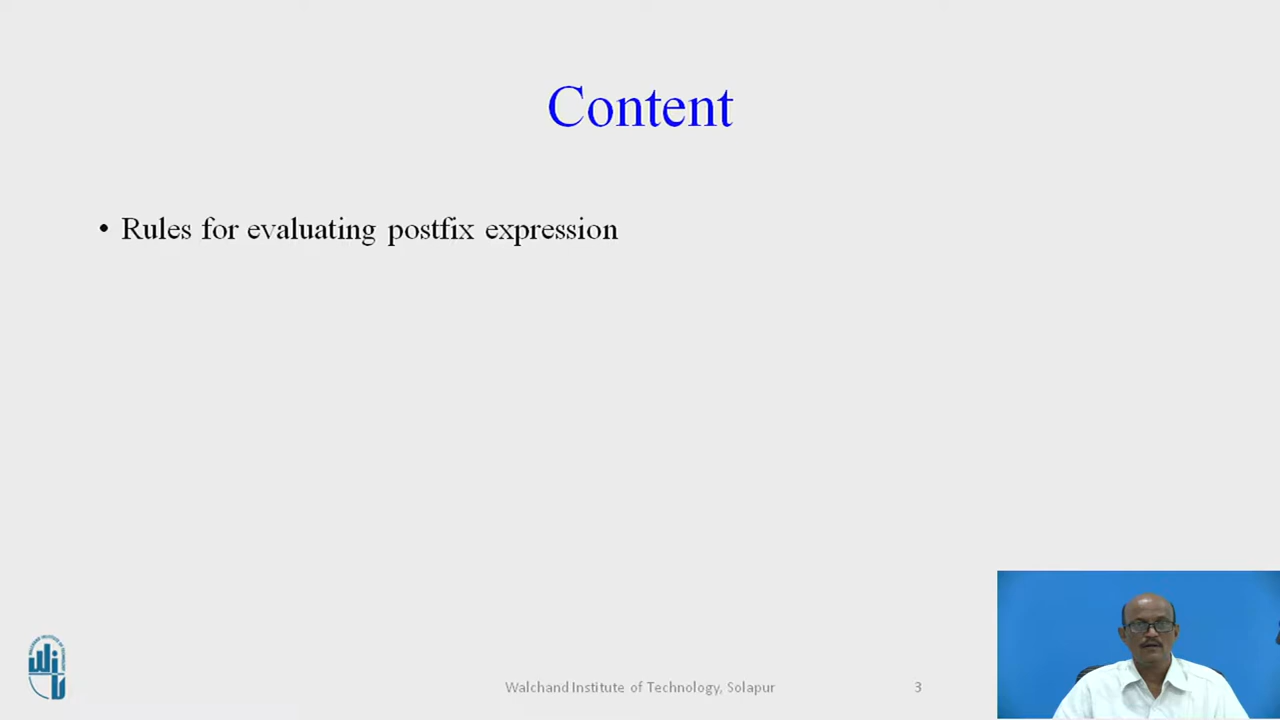 Content
• Rules for evaluating postfix expression
Walchand Institute of Technology, Solapur
3